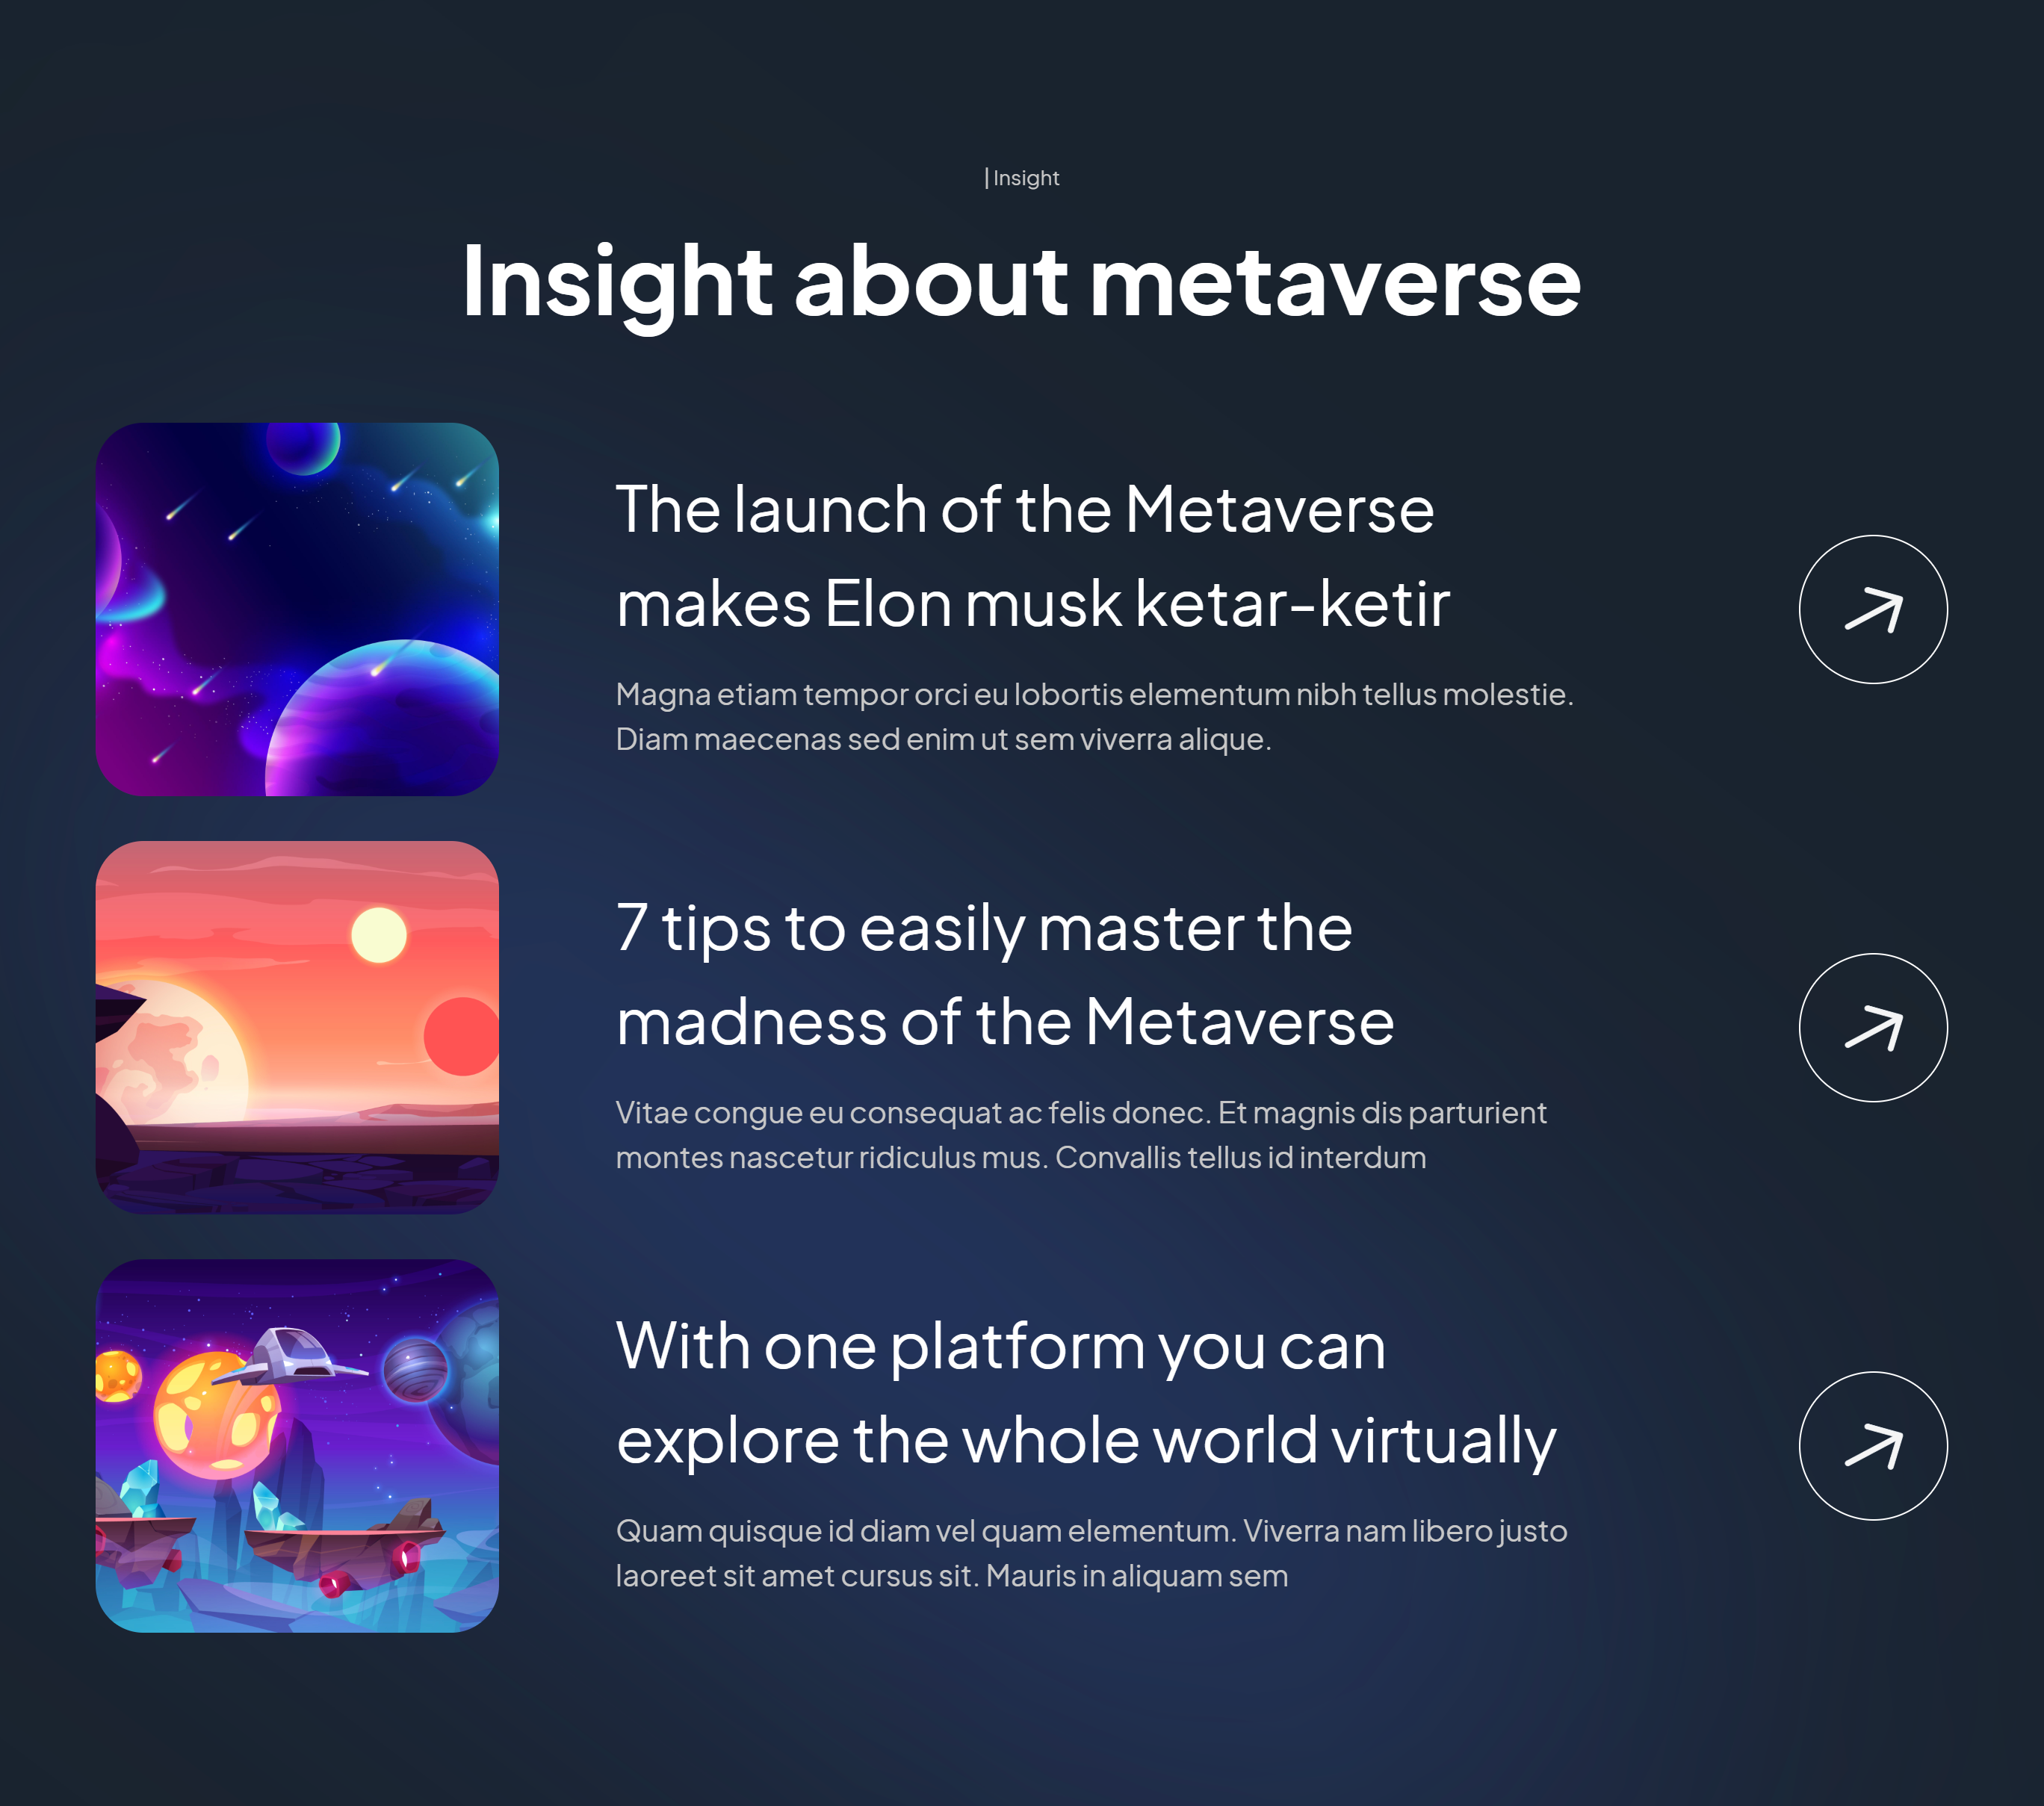 | Insight
Insight about metaverse
The launch of the Metaverse
makes Elon musk ketar-ketir
Magna etiam tempor orci eu lobortis elementum nibh tellus molestie.
Diam maecenas sed enim ut sem viverra alique.
7 tips to easily master the
madness of the Metaverse
Vitae congue eu consequat ac felis donec. Et magnis dis parturient
montes nascetur ridiculus mus. Convallis tellus id interdum
With one platform you can
explore the whole world virtually
Quam quisque id diam vel quam elementum. Viverra nam libero justo
laoreet sit amet cursus sit. Mauris in aliquam sem